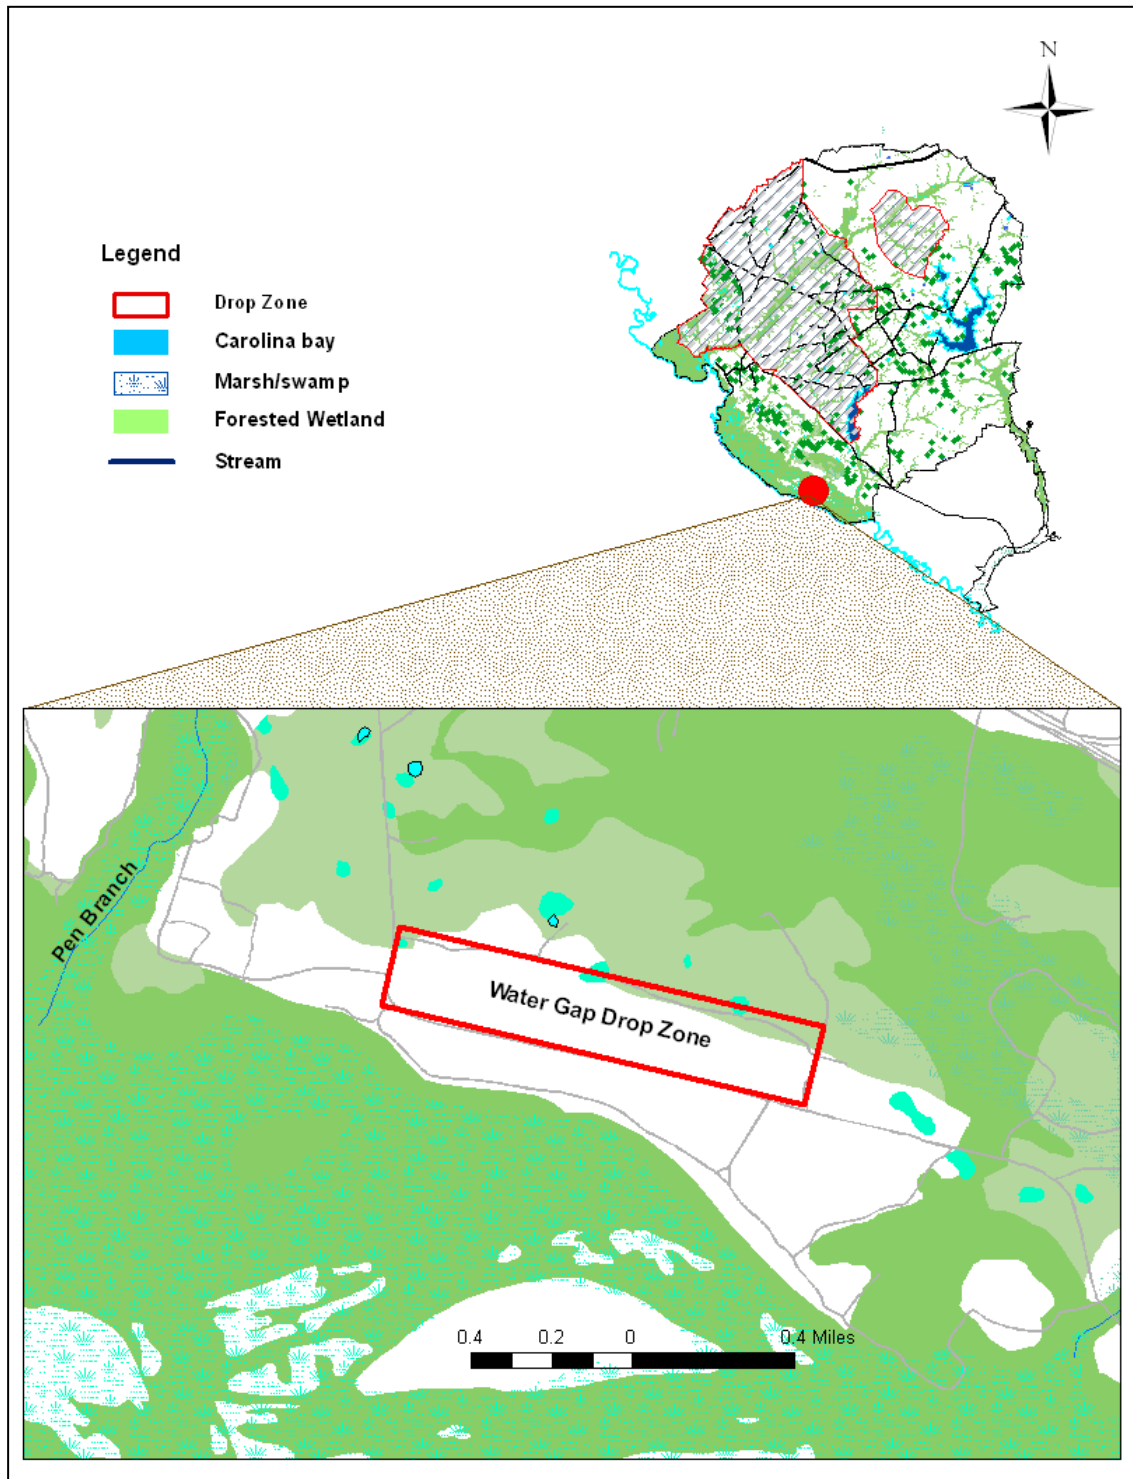 N
Legend
Drop Zone
Carolina bay
Marsh/swamp
Forested Wetland
Stream
Pen Branch
Water Gap Drop Zone
0.4 0.2 0 0.4 Miles